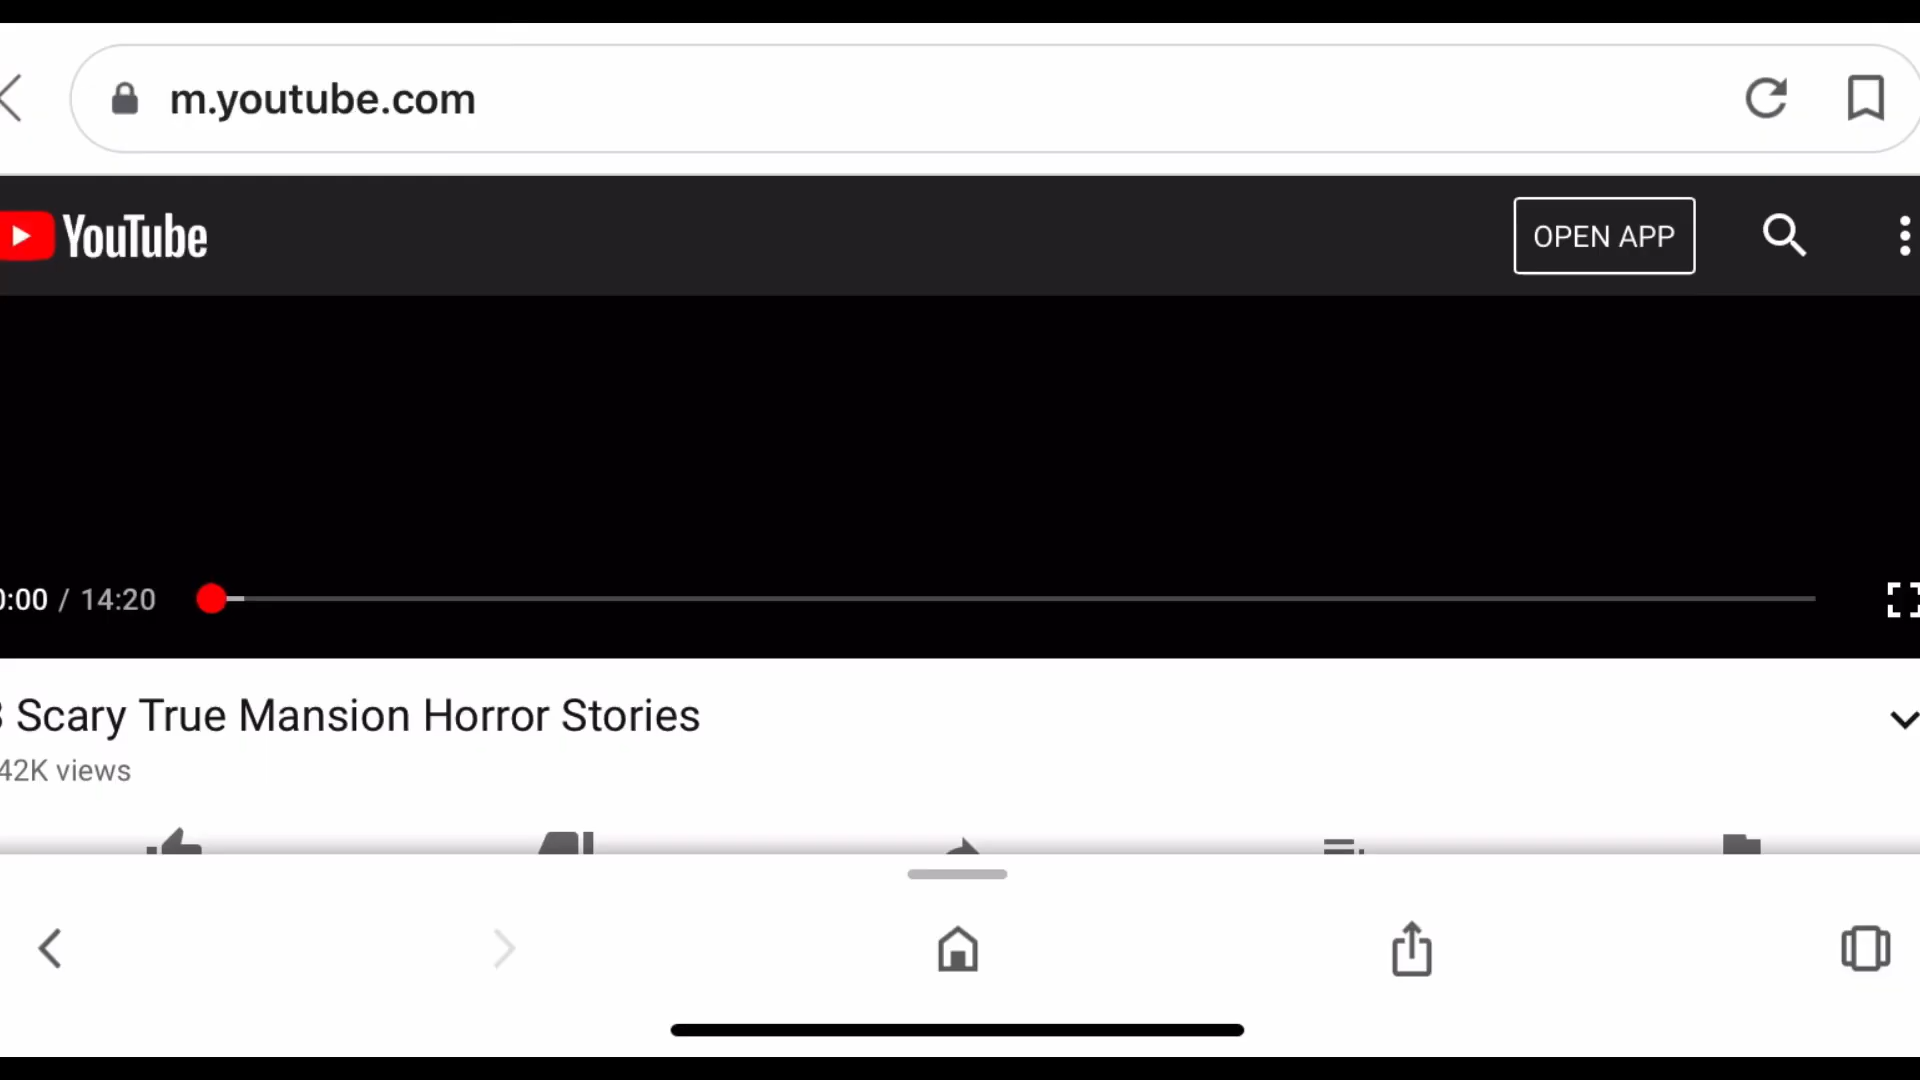 m.youtube.com
YouTube
OPEN APP
:00 / 14:20
Scary True Mansion Horror Stories
42K views